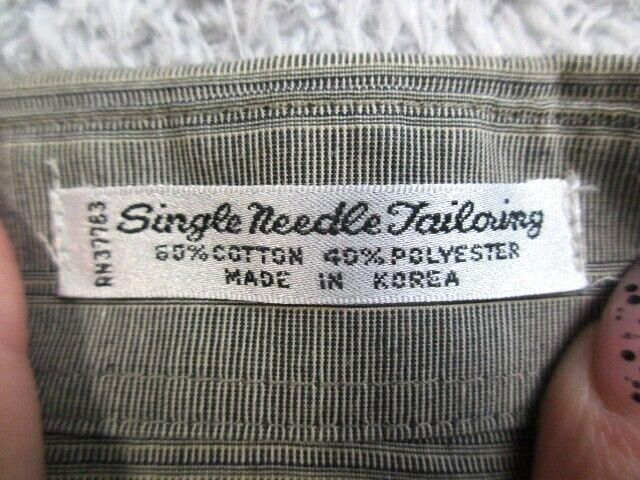 RN37763
Single Needle Tailoring
60% COTTON 40% POLYESTER
MADE IN KOREA